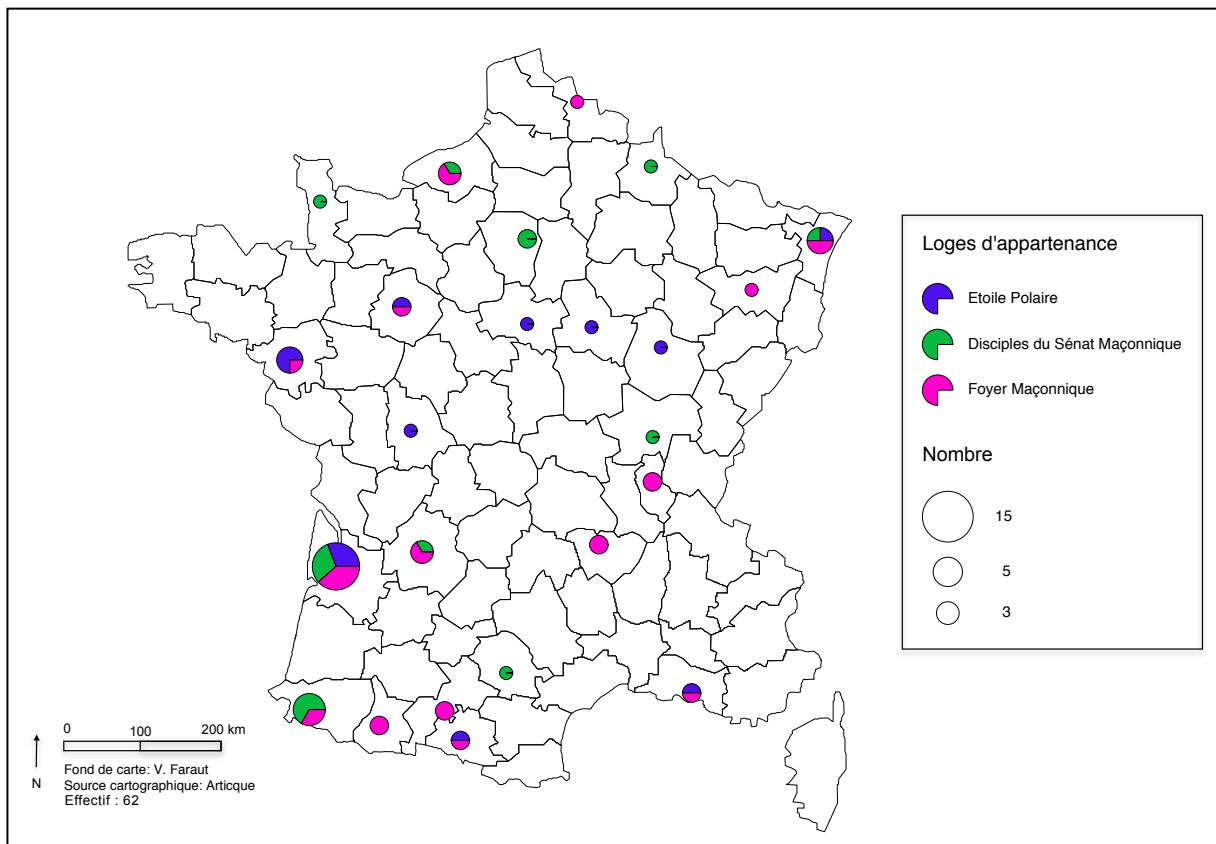 Loges d'appartenance
Etoile Polaire
Disciples du Sénat Maçonnique
Foyer Maçonnique
Nombre
15
5
3
0 100 200 km
N
Fond de carte: V. Faraut
Source cartographique: Articque
Effectif : 62